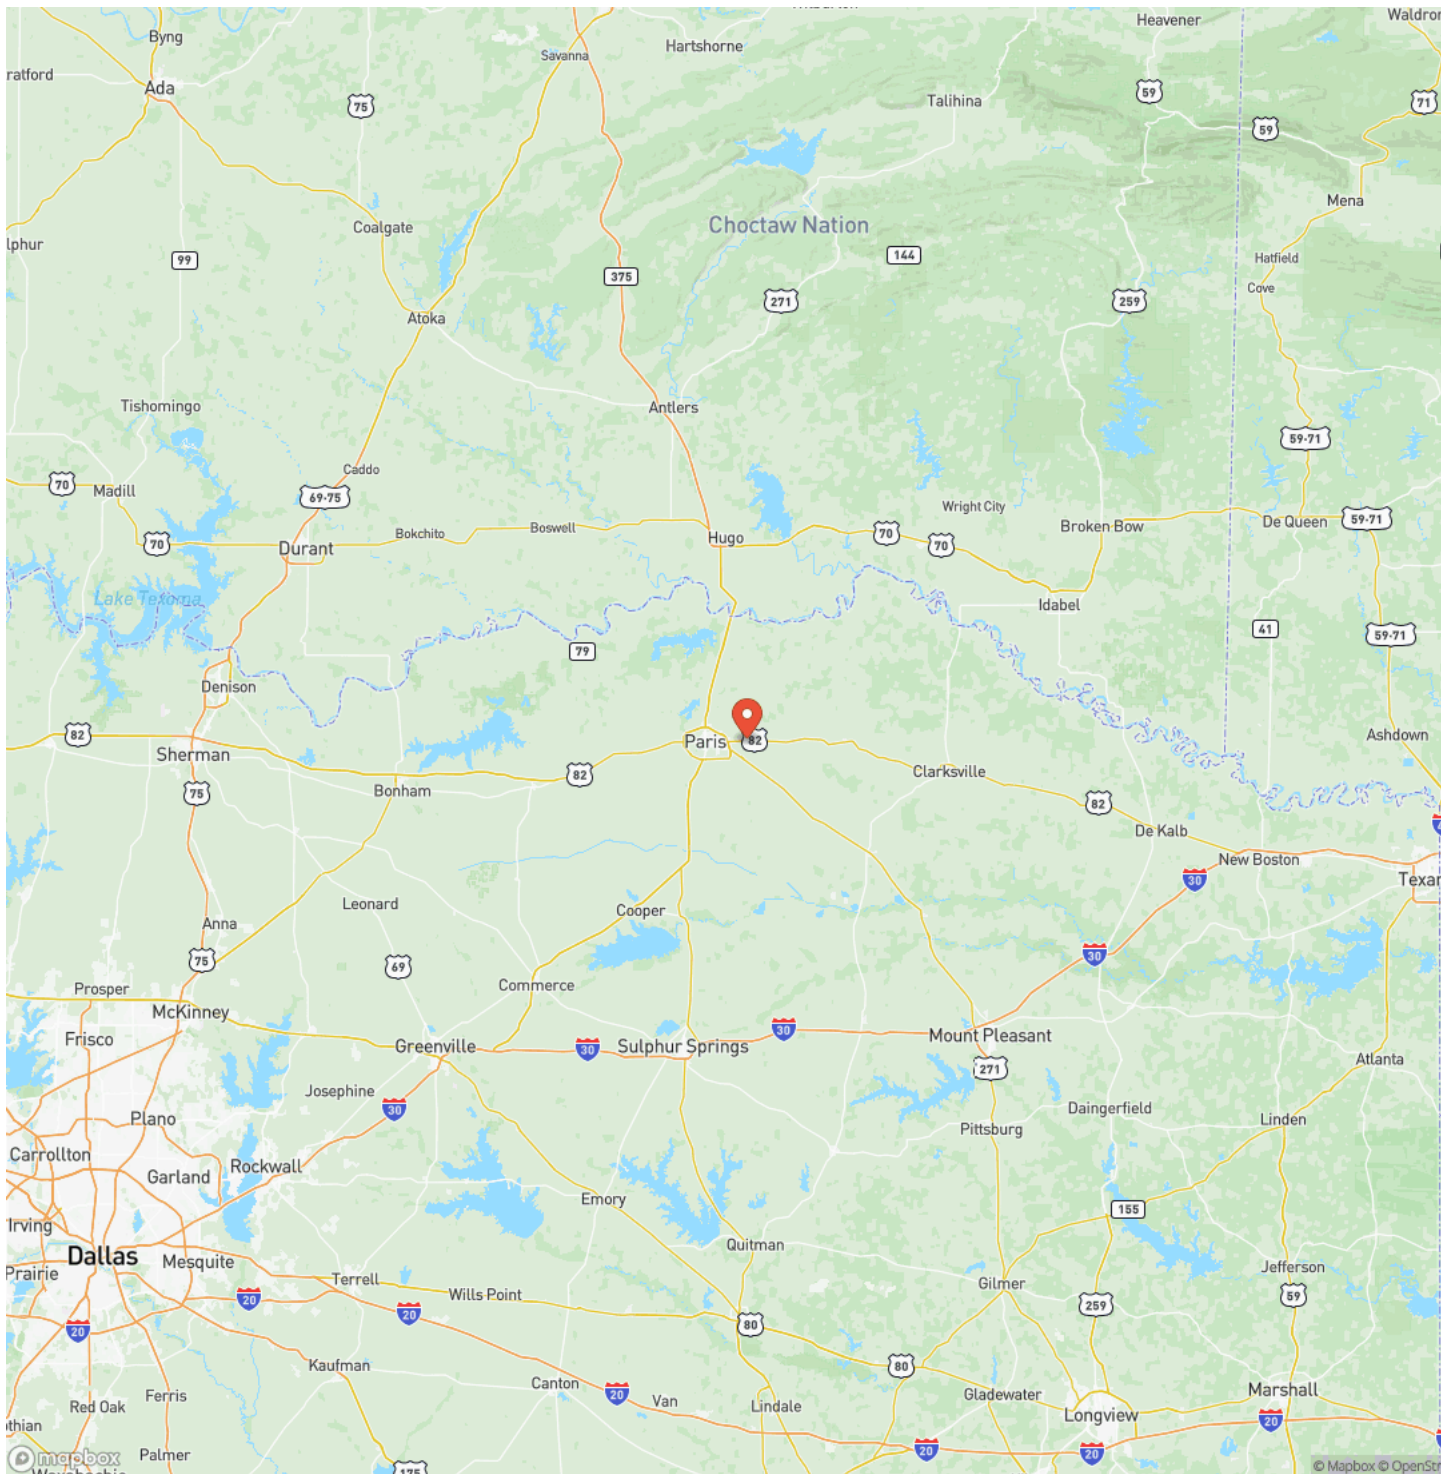 Heavener
Waldron
Byng
Hartshorne
Savanna
ratford
Ada
75
59
71
Talihina
59
Mena
Choctaw Nation
Coalgate
lphur
99
144
Hatfield
375
Cove
271
259
Atoka
Tishomingo
Antlers
59-71
Caddo
70
Madill
69-75
Wright City
Bokchito
Boswell
Broken Bow
De Queen
59-71
70
Durant
Hugo
70
70
Lake Texoma
Idabel
41
59-71
79
Denison
82
Sherman
Paris
82
Ashdown
82
Clarksville
75
Bonham
82
De Kalb
New Boston
30
Texar
Leonard
Cooper
Anna
75
69
30
Prosper
Commerce
McKinney
Frisco
Greenville
30
Sulphur Springs
30
Mount Pleasant
271
Atlanta
Josephine
30
Plano
Daingerfield
Linden
Pittsburg
Carrollton
Garland
Rockwall
Emory
155
Irving
Dallas
Mesquite
Quitman
Prairie
Terrell
Gilmer
Jefferson
20
Wills Point
259
59
20
20
80
Kaufman
80
Canton
20
Van
Gladewater
Marshall
Red Oak
Ferris
Lindale
Longview
20
othian
Palmer
20
20
mapbox
175
© Mapbox © OpenStr